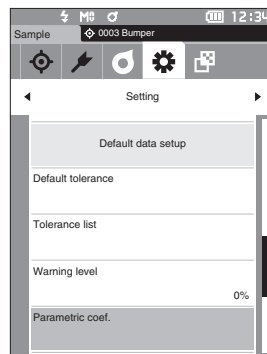 M 12:34
Sample 0003 Bumper
Setting
Default data setup
Default tolerance
Tolerance list
Warning level
0%
Parametric coef.